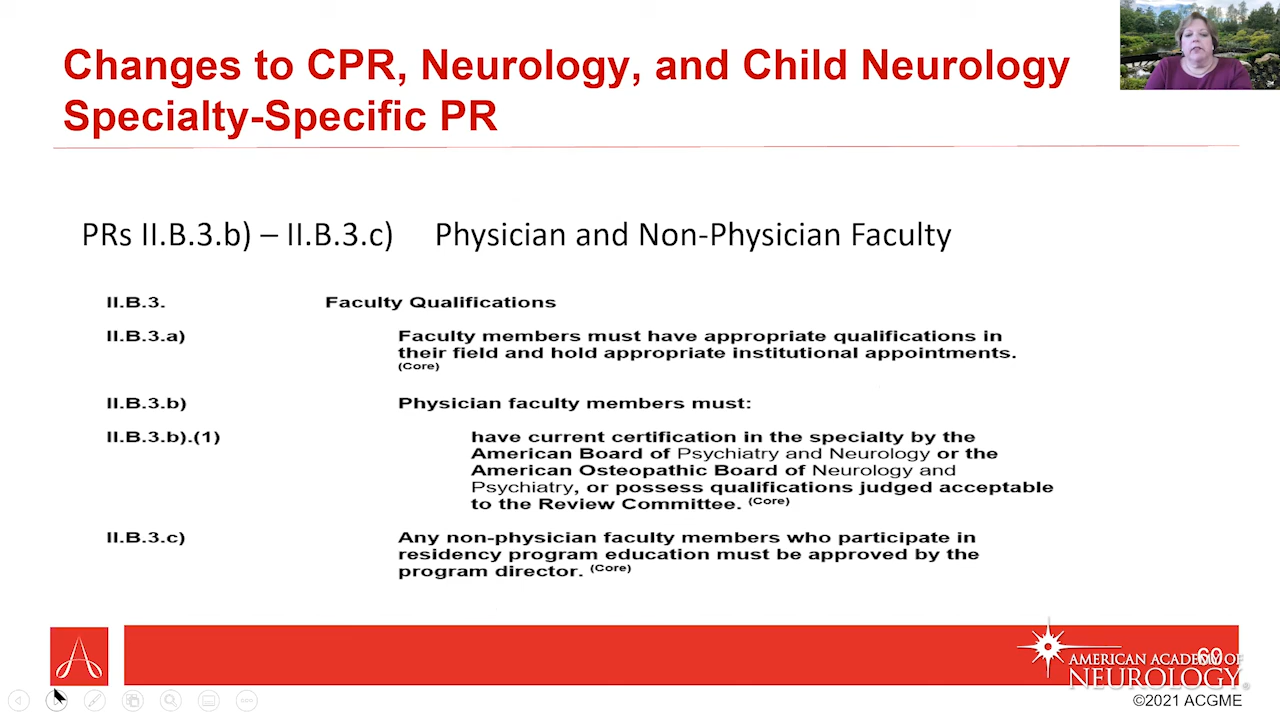 Changes to CPR, Neurology, and Child Neurology
Specialty-Specific PR
PRs II.B.3.b) – II.B.3.c) Physician and Non-Physician Faculty
II.B.3. Faculty Qualifications
II.B.3.a) Faculty members must have appropriate qualifications in
their field and hold appropriate institutional appointments.
(Core)
II.B.3.b) Physician faculty members must:
II.B.3.b).(1) have current certification in the specialty by the
American Board of Psychiatry and Neurology or the
American Osteopathic Board of Neurology and
Psychiatry, or possess qualifications judged acceptable
to the Review Committee. (Core)
II.B.3.c) Any non-physician faculty members who participate in
residency program education must be approved by the
program director. (Core)
60
AMERICAN ACADEMY OF
NEUROLOGY®
©2021 ACGME